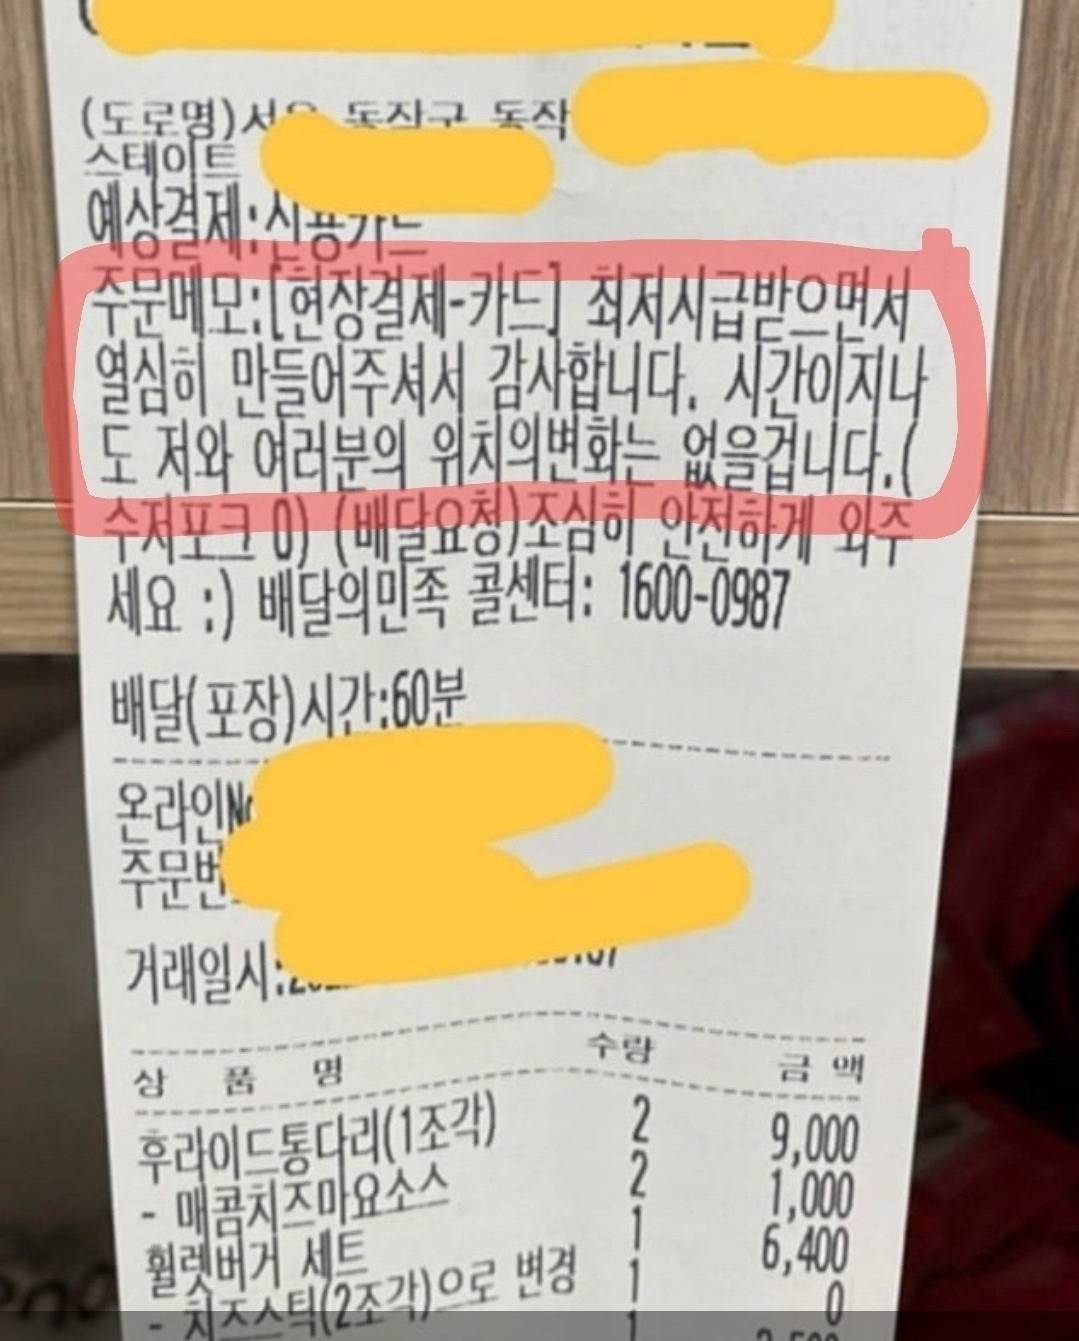 (도로명)서울 동작구 동작
스테이트
예상결제:신용카드
주문메모:[현장결제-카드] 최저시급받으면서
열심히 만들어주셔서 감사합니다. 시간이지나
도 저와 여러분의 위치의변화는 없을겁니다.(
수저포크 0) (배달요청)조심히 안전하게 와주
세요 :) 배달의민족 콜센터: 1600-0987
배달(포장)시간:60분
온라인No
주문번
거래일시:
상 품 명 수량 금 액
후라이드통다리(1조각) 2 9,000
- 매콤치즈마요소스 2 1,000
휠렛버거 세트 1 6,400
- 치즈스틱(2조각)으로 변경 1 0
1